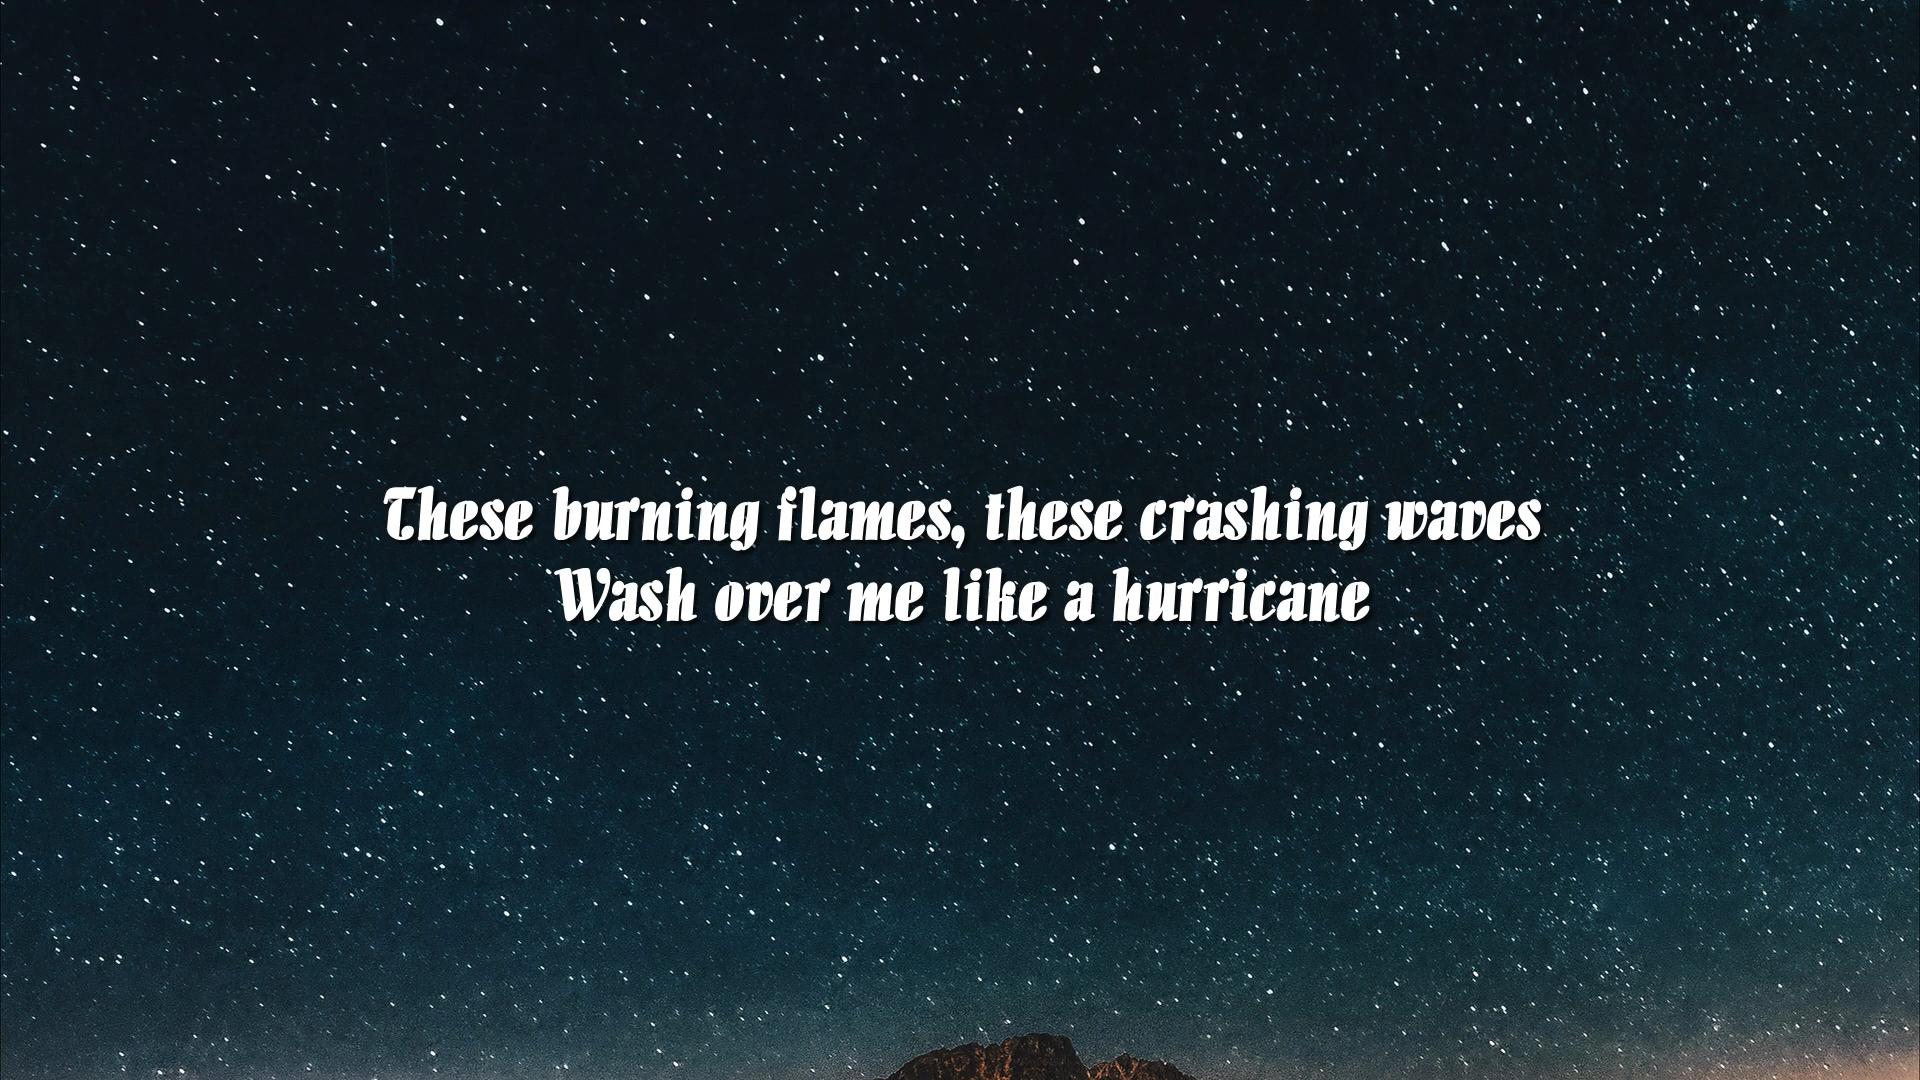 These burning flames, these crashing waves
Wash over me like a hurricane